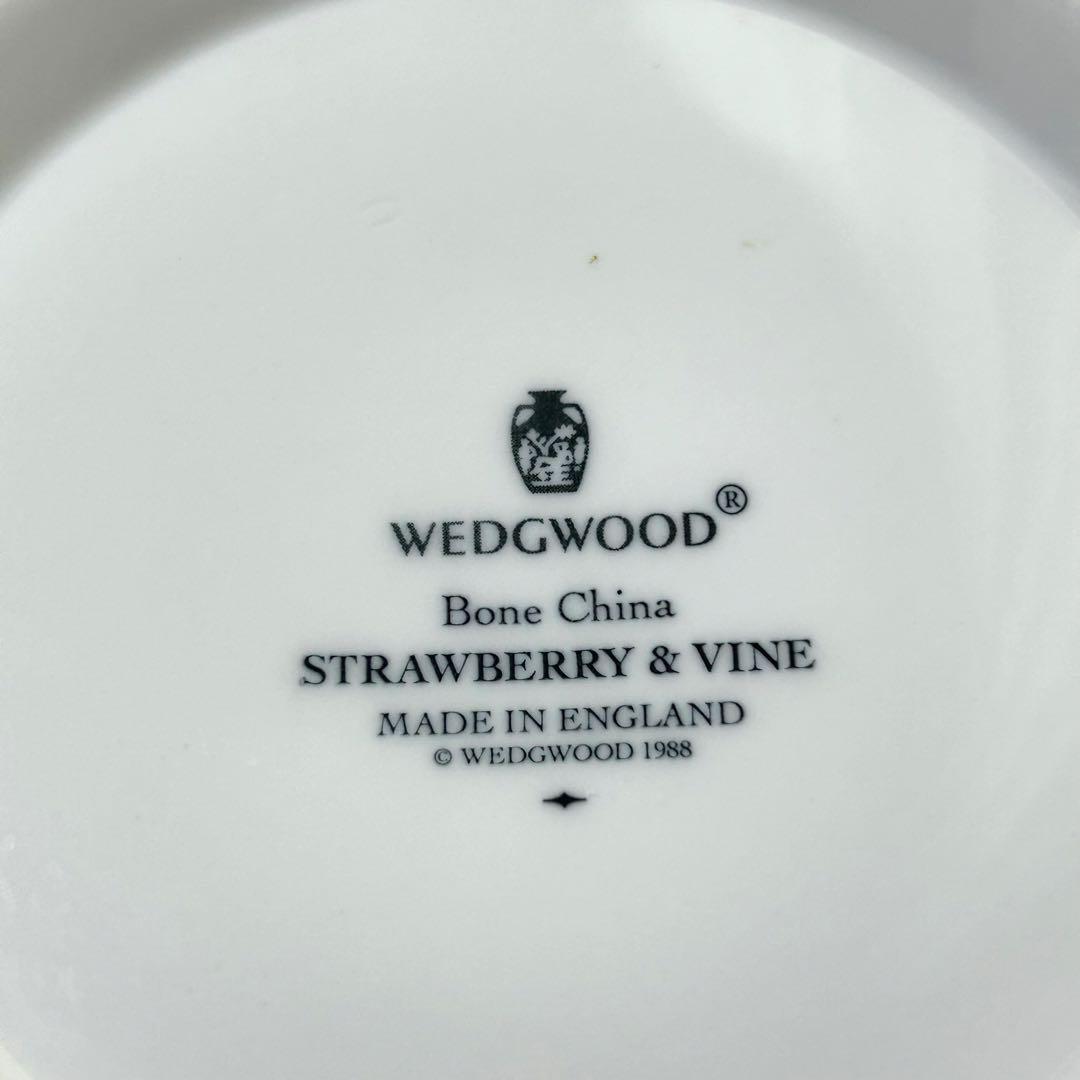 WEDGWOOD®
Bone China
STRAWBERRY & VINE
MADE IN ENGLAND
© WEDGWOOD 1988